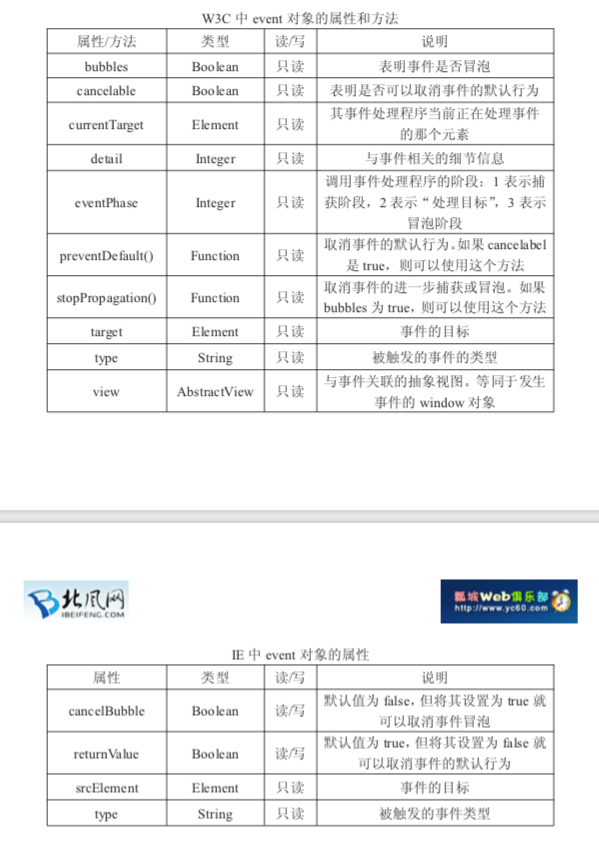 W3C 中 event 对象的属性和方法
属性/方法 类型 读/写 说明
bubbles Boolean 只读 表明事件是否冒泡
cancelable Boolean 只读 表明是否可以取消事件的默认行为
currentTarget Element 只读 其事件处理程序当前正在处理事件
的那个元素
detail Integer 只读 与事件相关的细节信息
eventPhase Integer 只读 调用事件处理程序的阶段：1 表示捕
获阶段，2 表示“处理目标”，3 表示
冒泡阶段
preventDefault() Function 只读 取消事件的默认行为。如果 cancelabel
是 true，则可以使用这个方法
stopPropagation() Function 只读 取消事件的进一步捕获或冒泡。如果
bubbles 为 true，则可以使用这个方法
target Element 只读 事件的目标
type String 只读 被触发的事件的类型
view AbstractView 只读 与事件关联的抽象视图。等同于发生
事件的 window 对象
北风网
IBEIFENG.COM
瓢城Web俱乐部
http://www.yc60.com
IE 中 event 对象的属性
属性 类型 读/写 说明
cancelBubble Boolean 读/写 默认值为 false，但将其设置为 true 就
可以取消事件冒泡
returnValue Boolean 读/写 默认值为 true，但将其设置为 false 就
可以取消事件的默认行为
srcElement Element 只读 事件的目标
type String 只读 被触发的事件类型